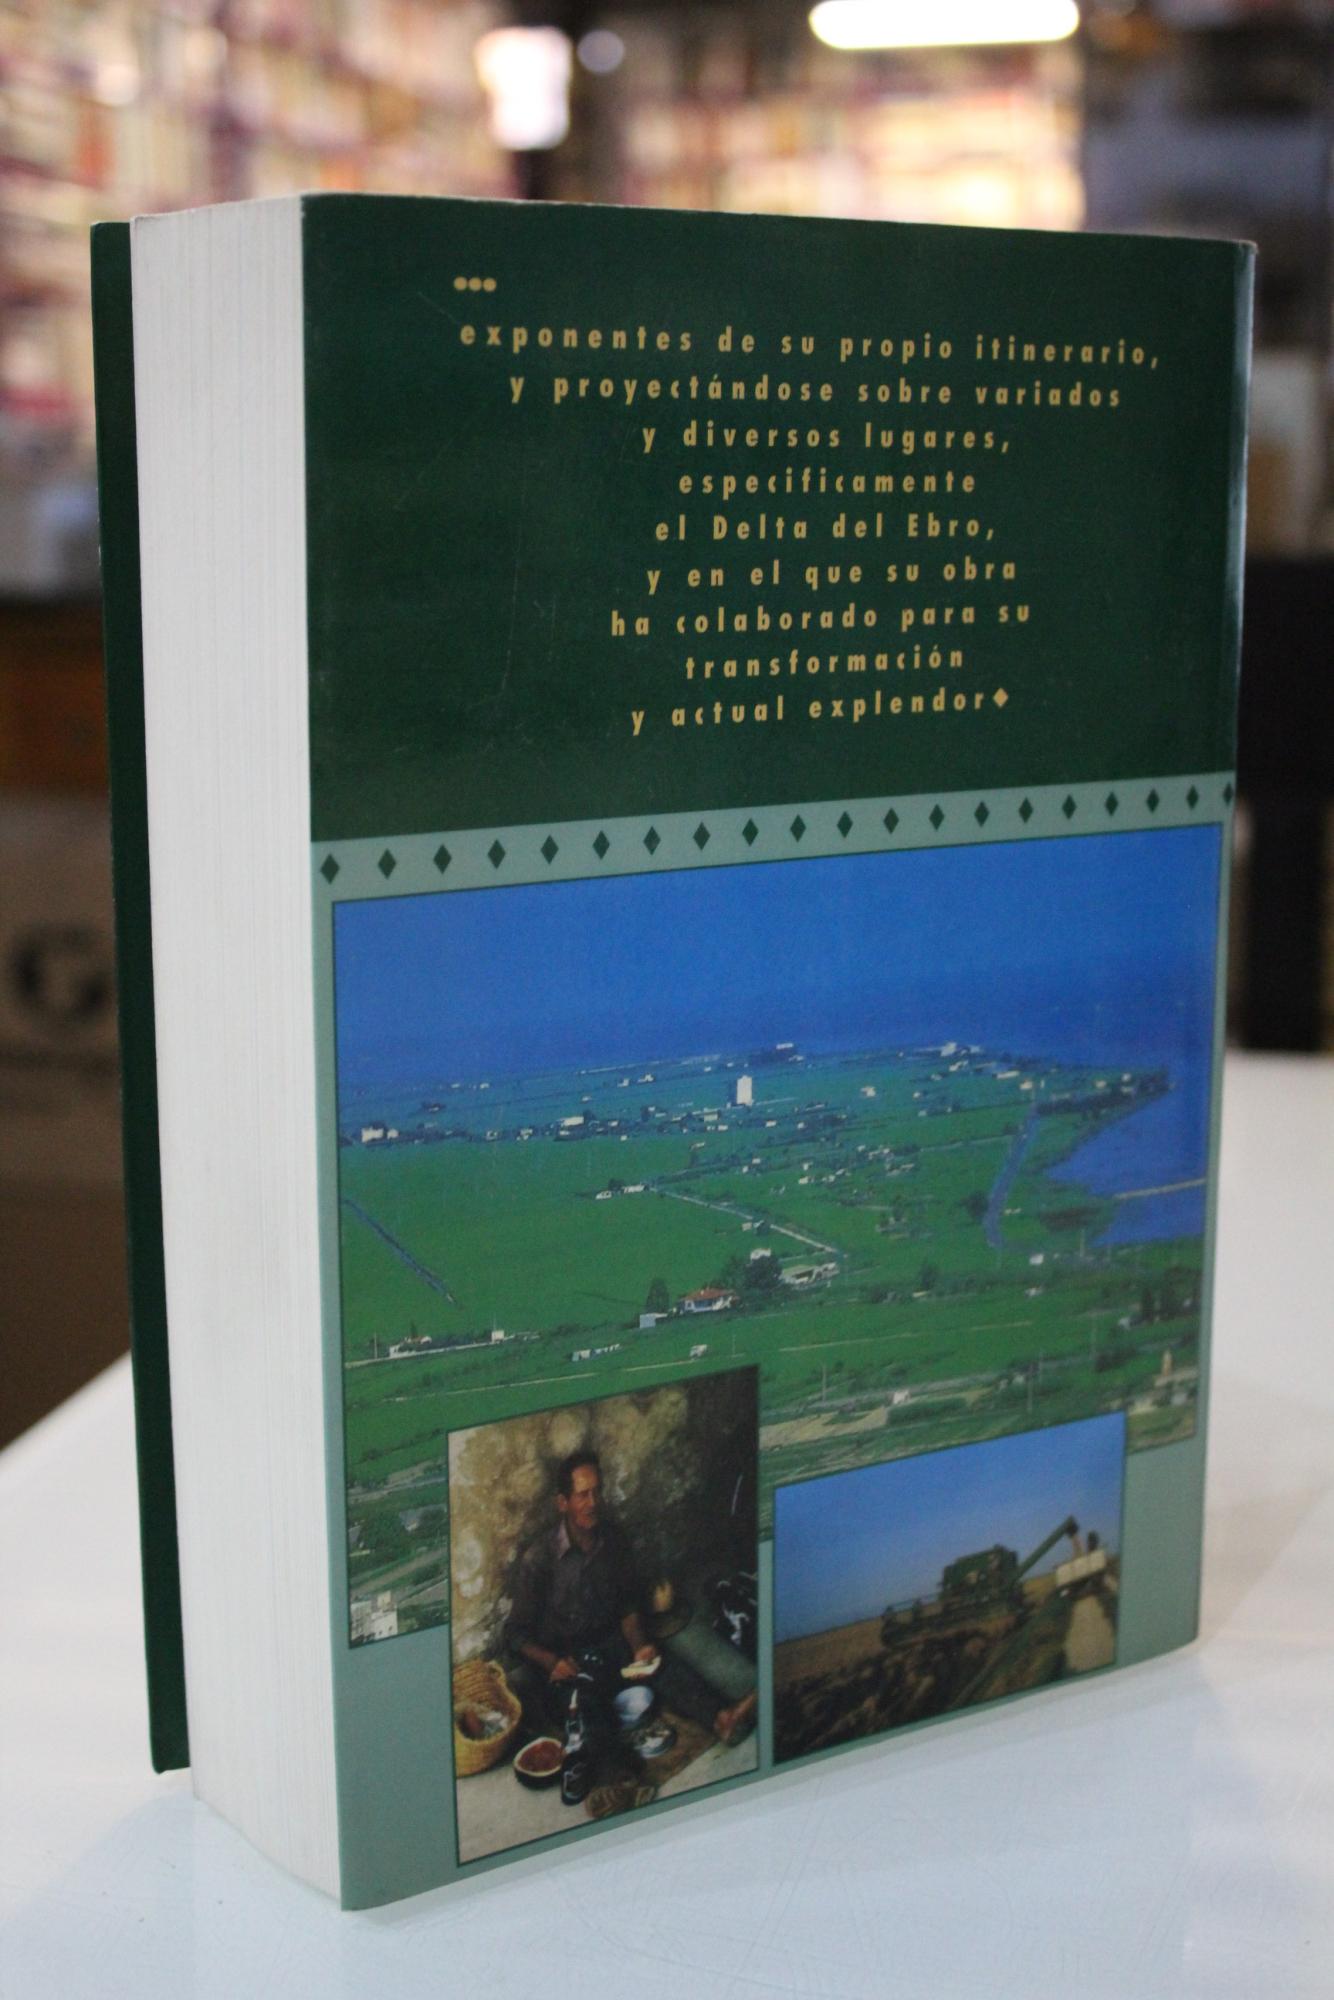 •••
exponentes de su propio itinerario,
y proyectándose sobre variados
y diversos lugares,
especificamente
el Delta del Ebro,
y en el que su obra
ha colaborado para su
transformación
y actual explendor♦